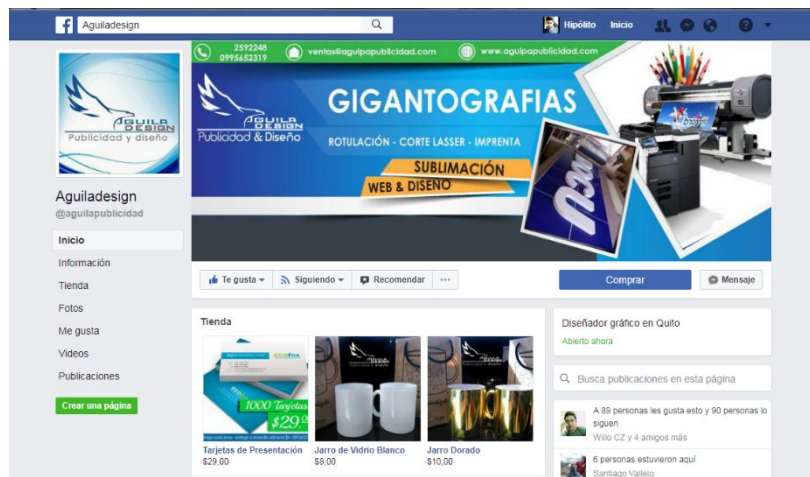 Aguiladesign
Hipólito
Inicio
AGUILA
DESIGN
Publicidad y diseño
2592248
0995652319
ventas@aguipapublicidad.com
www.aguipapublicidad.com
AGUILA
DESIGN
Publicidad & Diseño
GIGANTOGRAFIAS
ROTULACIÓN - CORTE LASSER - IMPRENTA
SUBLIMACIÓN
WEB & DISEÑO
Aguiladesign
@aguilapublicidad
Inicio
Información
Tienda
Fotos
Me gusta
Videos
Publicaciones
Crear una página
Te gusta
Siguiendo
Recomendar
Comprar
Mensaje
Tienda
1000 Tarjetas
$29.
Tarjetas de Presentación
$29,00
Jarro de Vidrio Blanco
$8,00
Jarro Dorado
$10,00
Diseñador gráfico en Quito
Abierto ahora
Busca publicaciones en esta página
A 89 personas les gusta esto y 90 personas lo
siguen
Willo CZ y 4 amigos más
6 personas estuvieron aquí
Santiago Vallejo